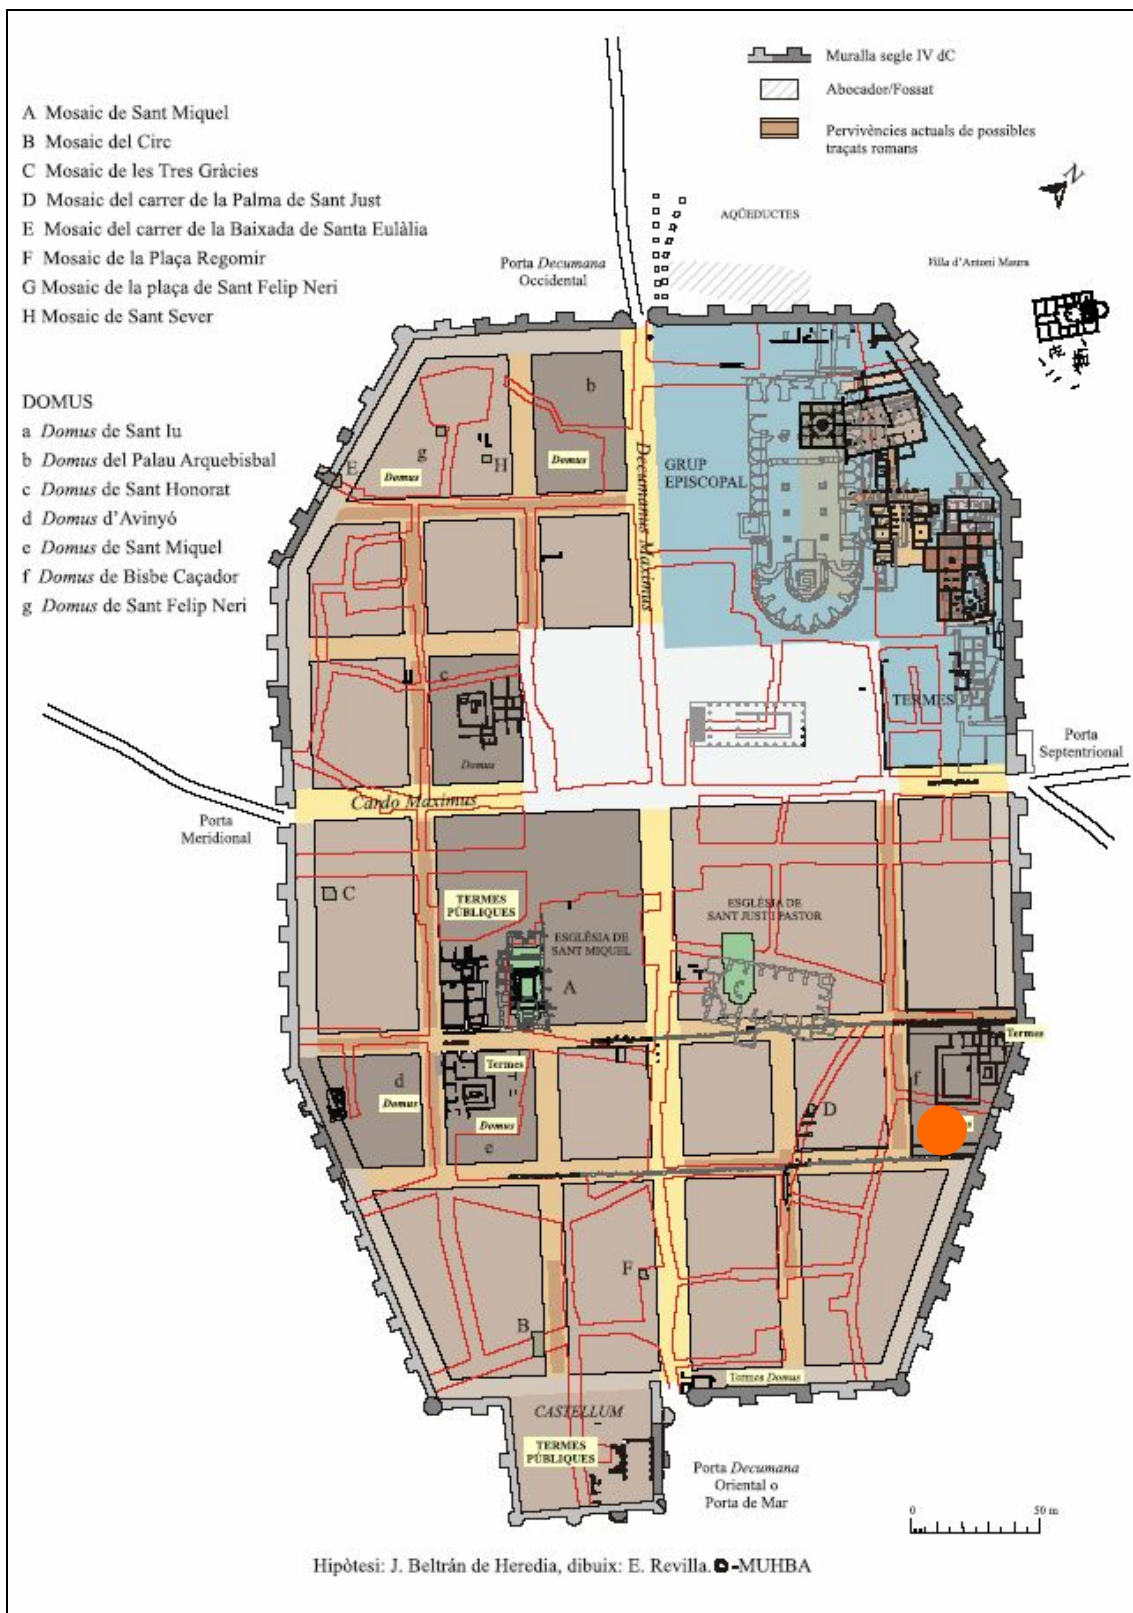 Muralla segle IV dC
Abocador/Fossat
Pervivències actuals de possibles
traçats romans
A Mosaic de Sant Miquel
B Mosaic del Circ
C Mosaic de les Tres Gràcies
D Mosaic del carrer de la Palma de Sant Just
E Mosaic del carrer de la Baixada de Santa Eulàlia
F Mosaic de la Plaça Regomir
G Mosaic de la plaça de Sant Felip Neri
H Mosaic de Sant Sever
DOMUS
a Domus de Sant Iu
b Domus del Palau Arquebisbal
c Domus de Sant Honorat
d Domus d'Avinyó
e Domus de Sant Miquel
f Domus de Bisbe Caçador
g Domus de Sant Felip Neri
N
AQÜEDUCTES
Villa d'Antoni Maura
Porta Decumana
Occidental
b
g
H
E
Domus
Domus
Decumanus Maximus
GRUP
EPISCOPAL
c
Domus
TERMES
Porta
Septentrional
Cardo Maximus
Porta
Meridional
C
TERMES
PÚBLIQUES
ESGLÉSIA DE
SANT MIQUEL
A
ESGLÉSIA DE
SANT JUST I PASTOR
Termes
d
Domus
Termes
Domus
e
D
f
F
B
Termes Domus
CASTELLUM
TERMES
PÚBLIQUES
Porta Decumana
Oriental o
Porta de Mar
0 50 m
Hipòtesi: J. Beltrán de Heredia, dibuix: E. Revilla. -MUHBA